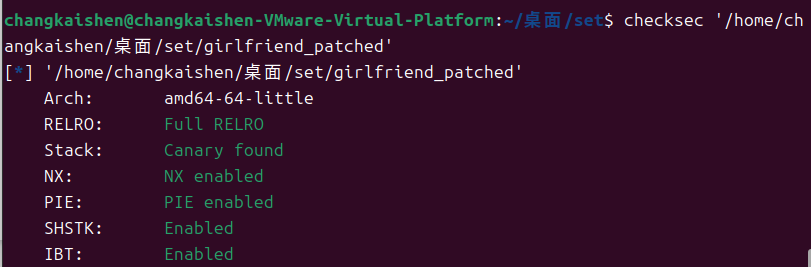 changkaishen@changkaishen-VMware-Virtual-Platform:~/桌面/set$ checksec '/home/ch
angkaishen/桌面/set/girlfriend_patched'
[*] '/home/changkaishen/桌面/set/girlfriend_patched'
    Arch:       amd64-64-little
    RELRO:      Full RELRO
    Stack:      Canary found
    NX:         NX enabled
    PIE:        PIE enabled
    SHSTK:      Enabled
    IBT:        Enabled